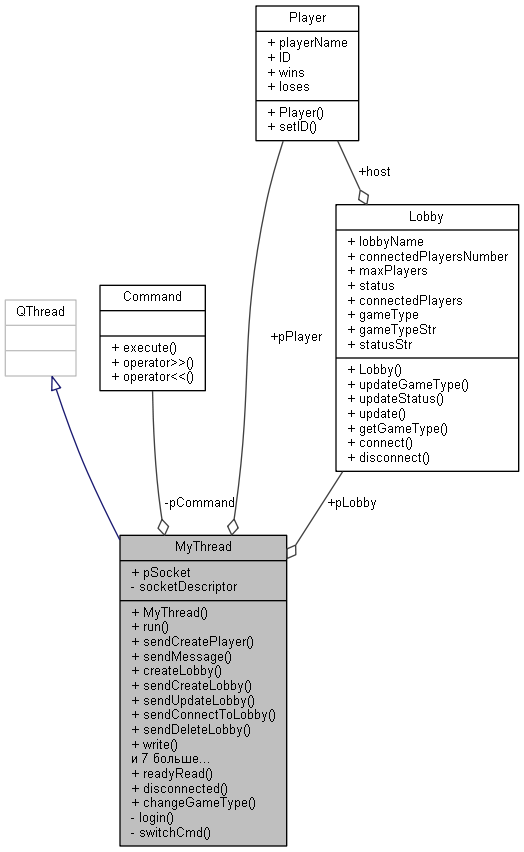 Player
+ playerName
+ ID
+ wins
+ loses
+ Player()
+ setID()
+host
Lobby
+ lobbyName
+ connectedPlayersNumber
+ maxPlayers
+ status
+ connectedPlayers
+ gameType
+ gameTypeStr
+ statusStr
+ Lobby()
+ updateGameType()
+ updateStatus()
+ update()
+ getGameType()
+ connect()
+ disconnect()
QThread
Command
+ execute()
+ operator>>()
+ operator<<()
+pPlayer
-pCommand
+pLobby
MyThread
+ pSocket
- socketDescriptor
+ MyThread()
+ run()
+ sendCreatePlayer()
+ sendMessage()
+ createLobby()
+ sendCreateLobby()
+ sendUpdateLobby()
+ sendConnectToLobby()
+ sendDeleteLobby()
+ write()
и 7 больше...
+ readyRead()
+ disconnected()
+ changeGameType()
- login()
- switchCmd()